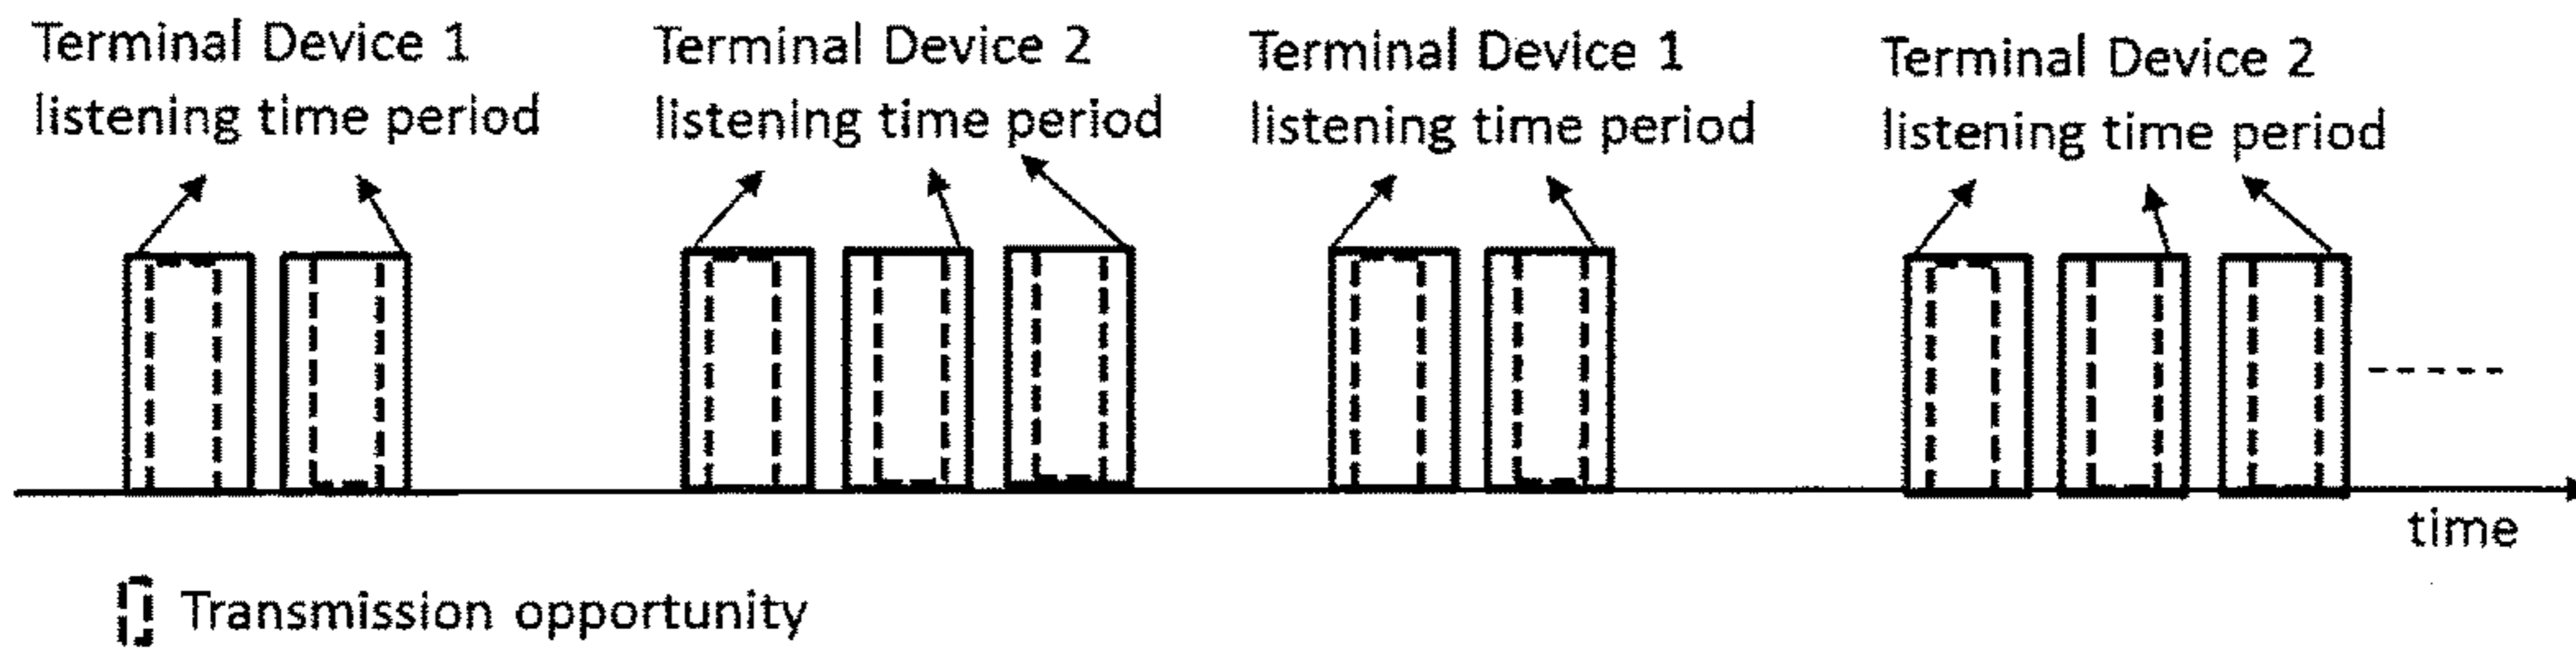 Terminal Device 1
listening time period
Terminal Device 2
listening time period
Terminal Device 1
listening time period
Terminal Device 2
listening time period
time
Transmission opportunity